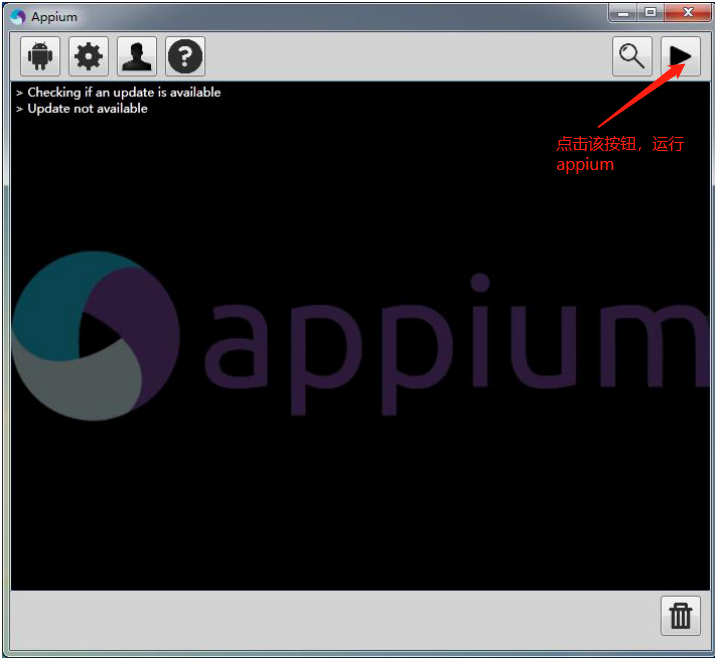 Appium
> Checking if an update is available
> Update not available
点击该按钮，运行
appium
appium